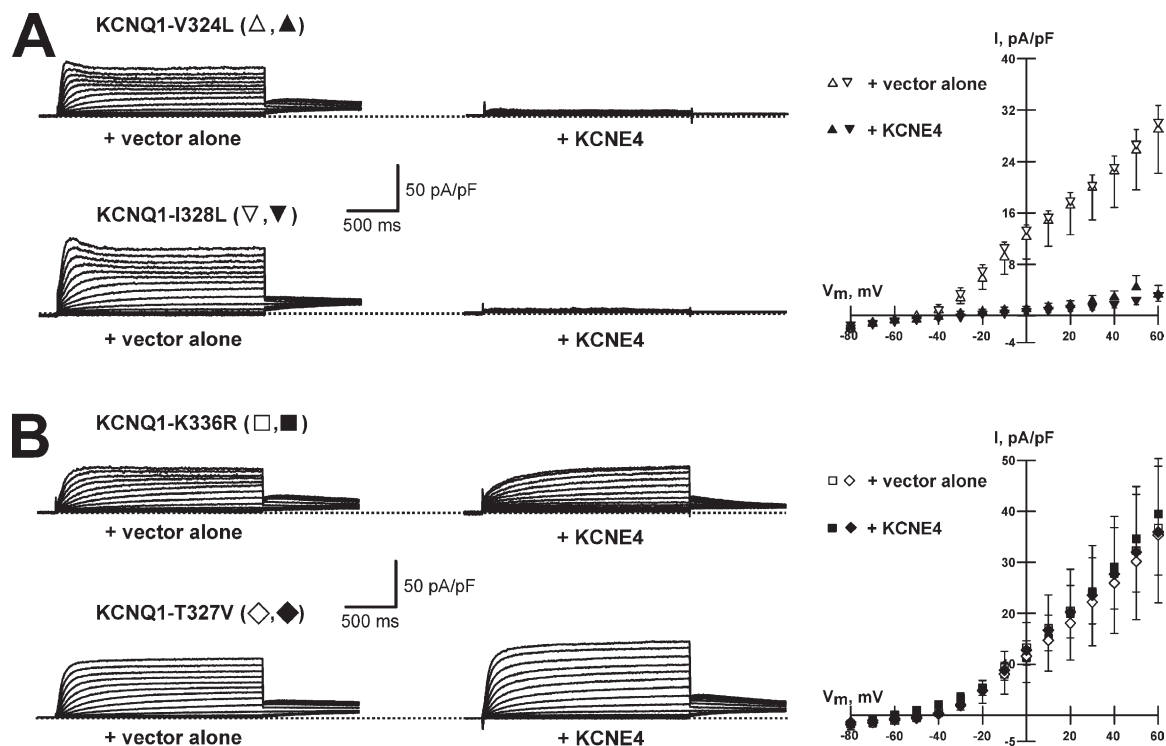 A
KCNQ1-V324L (△,▲)
+ vector alone
+ KCNE4
50 pA/pF
500 ms
KCNQ1-I328L (▽,▼)
+ vector alone
+ KCNE4
I, pA/pF
40
32
24
16
8
-4
△ ▽ + vector alone
▲ ▼ + KCNE4
Vm, mV
-80 -60 -40 -20 20 40 60
B
KCNQ1-K336R (□,■)
+ vector alone
+ KCNE4
50 pA/pF
500 ms
KCNQ1-T327V (◇,◆)
+ vector alone
+ KCNE4
I, pA/pF
50
40
30
20
10
-5
□ ◇ + vector alone
■ ◆ + KCNE4
Vm, mV
-80 -60 -40 -20 20 40 60